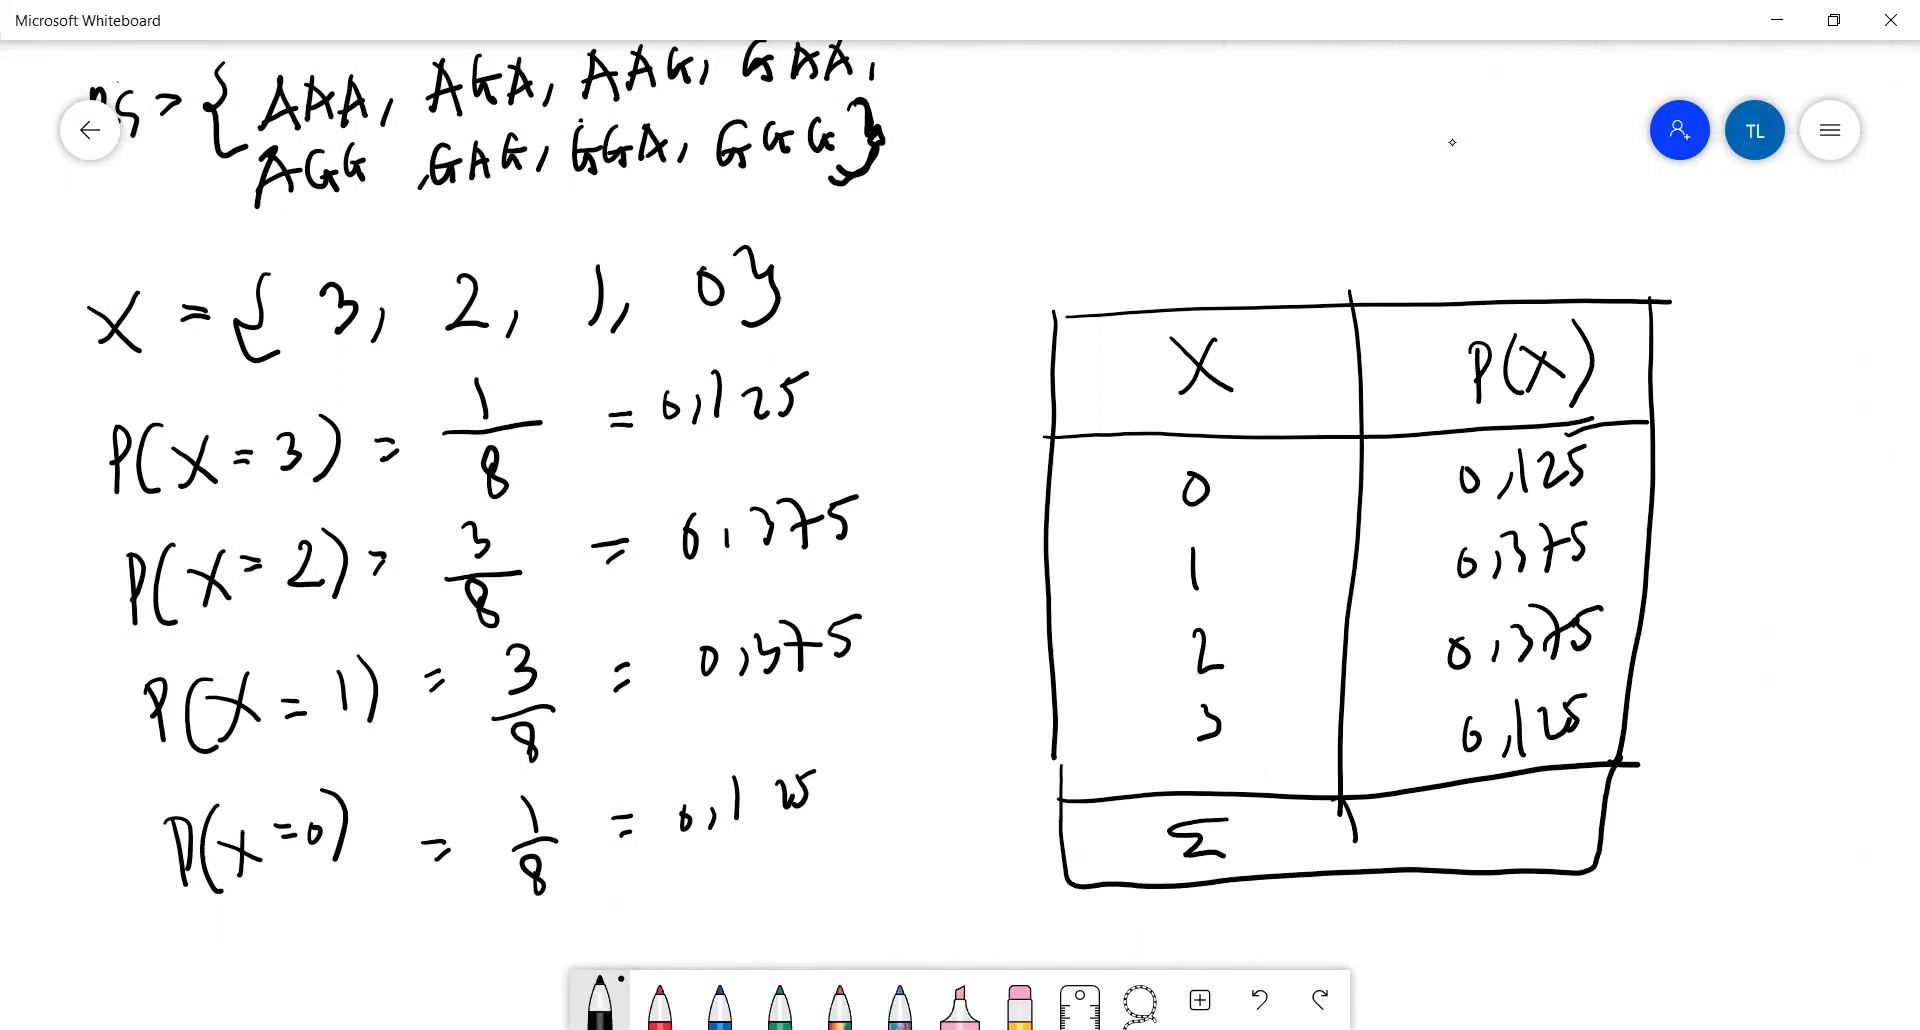 Microsoft Whiteboard
S = { AAA, AGA, AAG, GAA,
AGG, GAG, GGA, GGG }
TL
X = { 3, 2, 1, 0 }
P(X = 3) = 1/8 = 0,125
P(X = 2) = 3/8 = 0,375
P(X = 1) = 3/8 = 0,375
P(X = 0) = 1/8 = 0,125
X P(X)
0 0,125
1 0,375
2 0,375
3 0,125
Σ